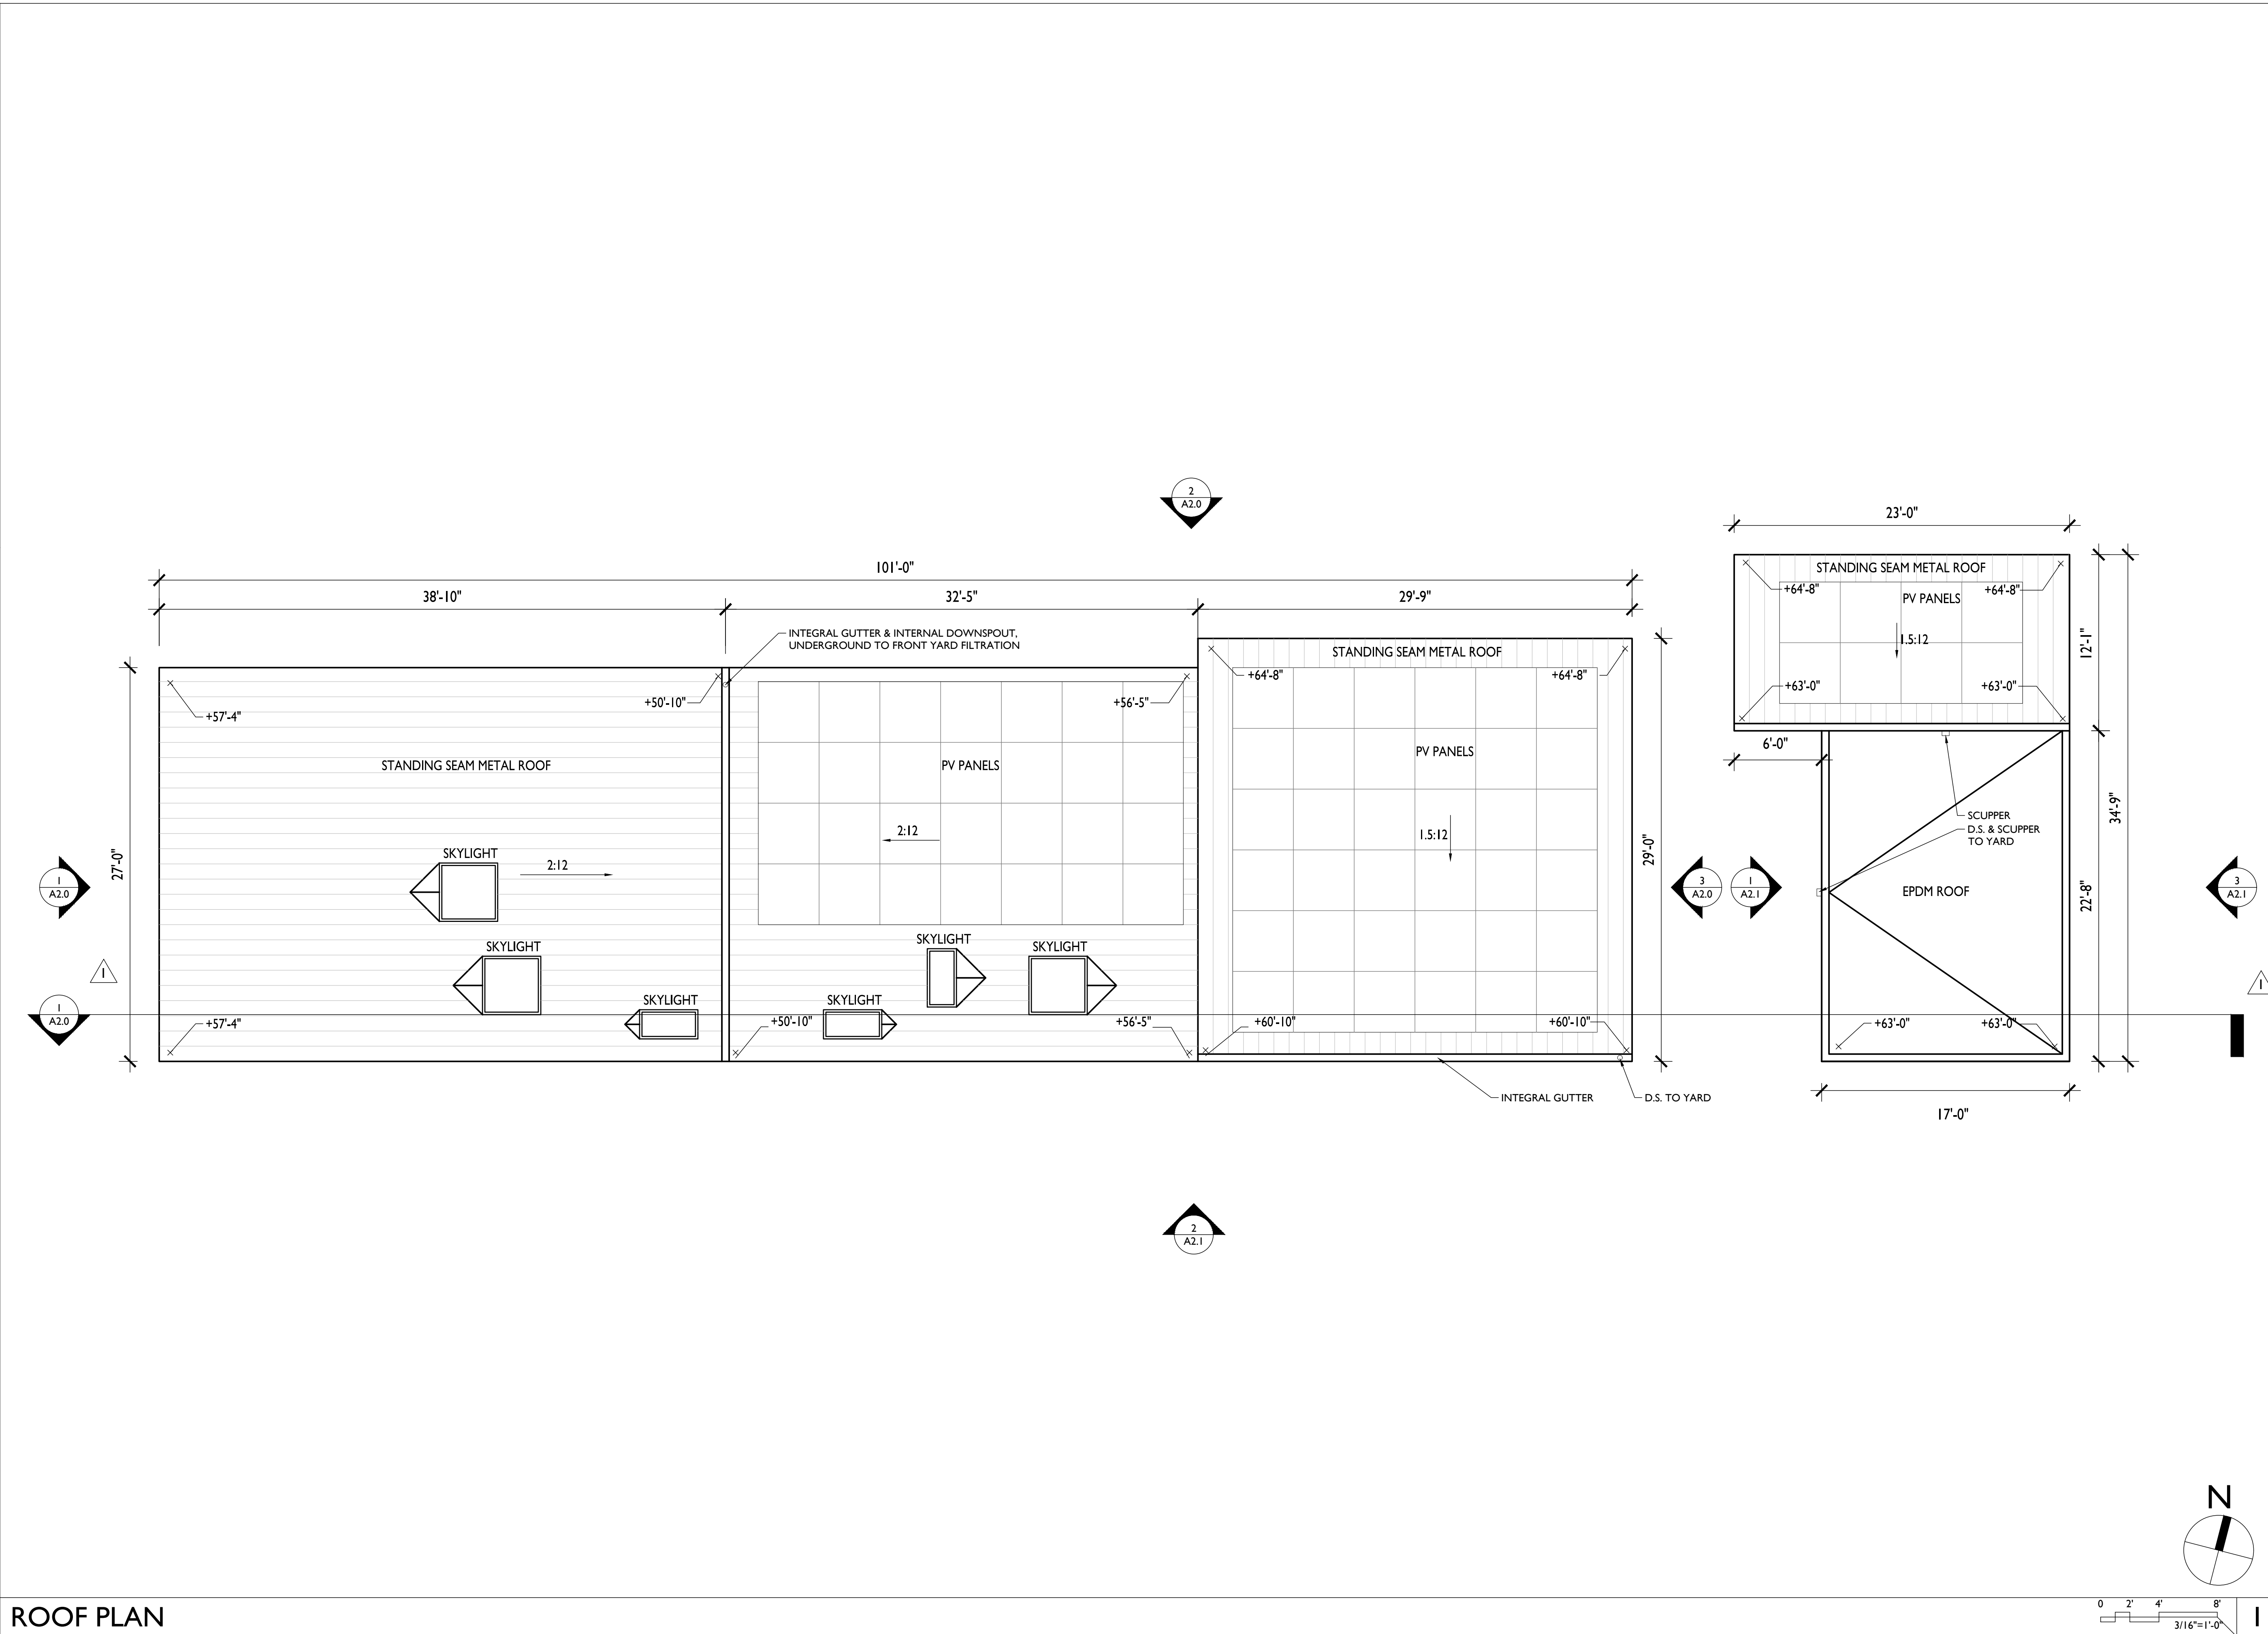 2
A2.0
23'-0"
101'-0"
38'-10"
32'-5"
29'-9"
STANDING SEAM METAL ROOF
+64'-8"
+64'-8"
PV PANELS
1.5:12
12'-1"
+63'-0"
+63'-0"
INTEGRAL GUTTER & INTERNAL DOWNSPOUT,
UNDERGROUND TO FRONT YARD FILTRATION
STANDING SEAM METAL ROOF
+64'-8"
+64'-8"
+57'-4"
+50'-10"
+56'-5"
6'-0"
STANDING SEAM METAL ROOF
PV PANELS
PV PANELS
2:12
1.5:12
SCUPPER
D.S. & SCUPPER
TO YARD
34'-9"
27'-0"
SKYLIGHT
2:12
29'-0"
1
A2.0
3
A2.0
1
A2.1
EPDM ROOF
22'-8"
3
A2.1
SKYLIGHT
SKYLIGHT
SKYLIGHT
1
1
SKYLIGHT
SKYLIGHT
1
A2.0
+57'-4"
+50'-10"
+56'-5"
+60'-10"
+60'-10"
+63'-0"
+63'-0"
INTEGRAL GUTTER
D.S. TO YARD
17'-0"
2
A2.1
N
ROOF PLAN
0 2' 4' 8'
3/16"=1'-0"
1